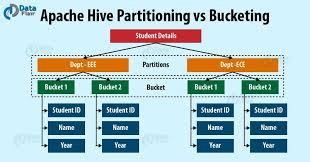 Data
Flair
Apache Hive Partitioning vs Bucketing
Student Details
Dept - EEE
Partitions
Dept -ECE
Bucket 1
Bucket 2
Bucket
Bucket 1
Bucket 2
Student ID
Student ID
Student ID
Student ID
Name
Name
Name
Name
Year
Year
Year
Year